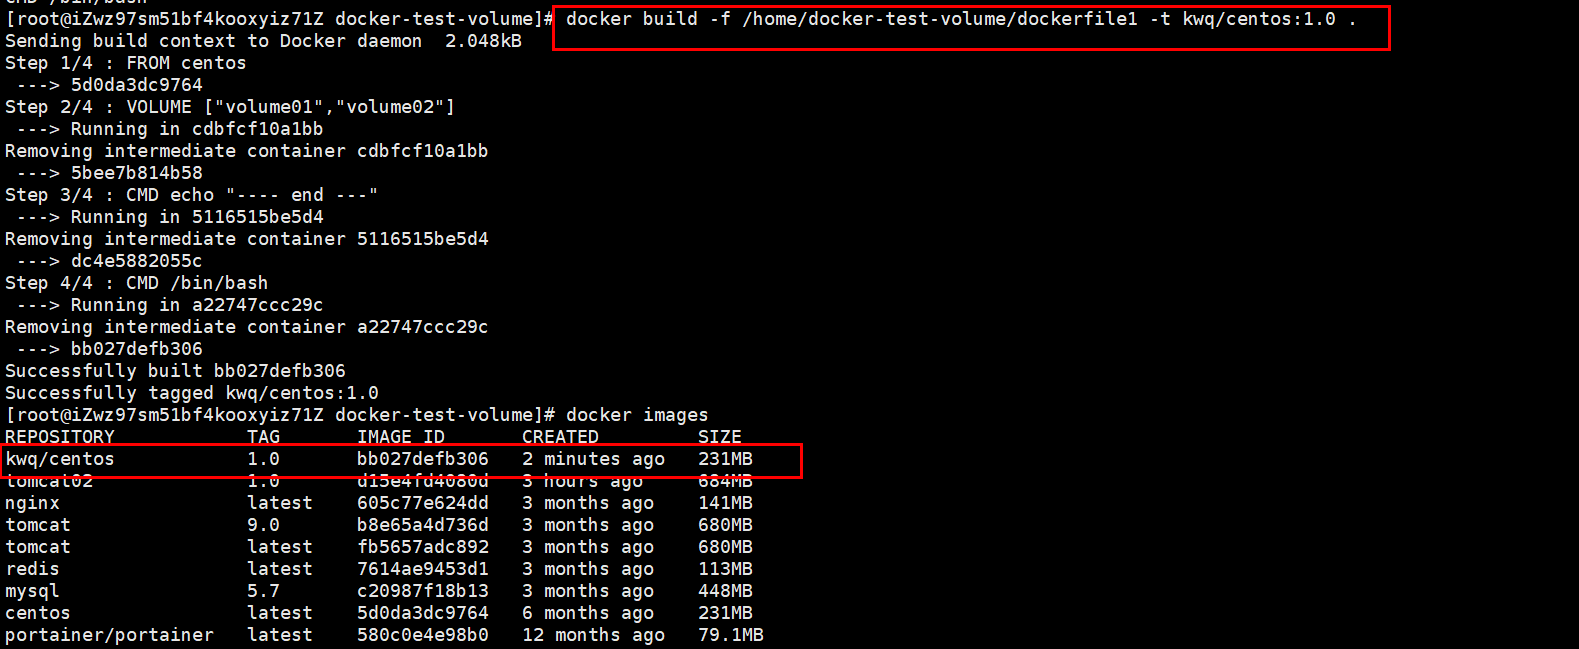 CMD /bin/bash
[root@iZwz97sm51bf4kooxyiz71Z docker-test-volume]# docker build -f /home/docker-test-volume/dockerfile1 -t kwq/centos:1.0 .
Sending build context to Docker daemon  2.048kB
Step 1/4 : FROM centos
 ---> 5d0da3dc9764
Step 2/4 : VOLUME ["volume01","volume02"]
 ---> Running in cdbfcf10a1bb
Removing intermediate container cdbfcf10a1bb
 ---> 5bee7b814b58
Step 3/4 : CMD echo "---- end ---"
 ---> Running in 5116515be5d4
Removing intermediate container 5116515be5d4
 ---> dc4e5882055c
Step 4/4 : CMD /bin/bash
 ---> Running in a22747ccc29c
Removing intermediate container a22747ccc29c
 ---> bb027defb306
Successfully built bb027defb306
Successfully tagged kwq/centos:1.0
[root@iZwz97sm51bf4kooxyiz71Z docker-test-volume]# docker images
REPOSITORY            TAG       IMAGE ID       CREATED         SIZE
kwq/centos            1.0       bb027defb306   2 minutes ago   231MB
tomcat02              1.0       d15e4fd4080d   3 hours ago     684MB
nginx                 latest    605c77e624dd   3 months ago    141MB
tomcat                9.0       b8e65a4d736d   3 months ago    680MB
tomcat                latest    fb5657adc892   3 months ago    680MB
redis                 latest    7614ae9453d1   3 months ago    113MB
mysql                 5.7       c20987f18b13   3 months ago    448MB
centos                latest    5d0da3dc9764   6 months ago    231MB
portainer/portainer   latest    580c0e4e98b0   12 months ago   79.1MB